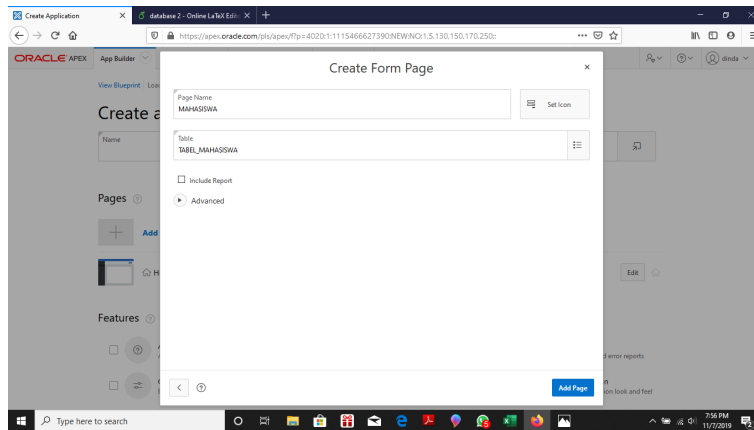 Create Application
database 2 - Online LaTeX Edito
https://apex.oracle.com/pls/apex/f?p=4020:1:1115466627390:NEW:NO:1,5,130,150,170,250::
ORACLE APEX App Builder dinda
View Blueprint
Create Form Page
Create a
Page Name
MAHASISWA
Set Icon
Name
Table
TABEL_MAHASISWA
Include Report
Pages
Advanced
Add
H
Edit
Features
d error reports
Add Page
ion look and feel
Type here to search
7:56 PM
11/7/2019